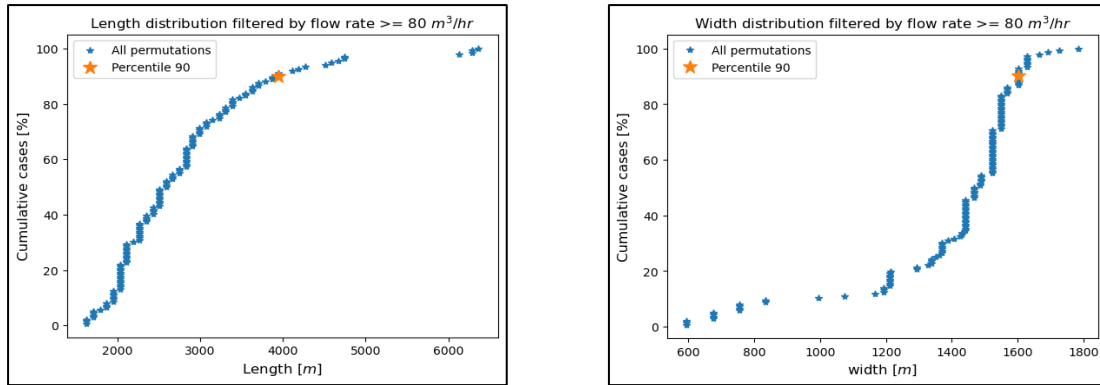 Length distribution filtered by flow rate >= 80 m³/hr
All permutations
Percentile 90
Cumulative cases [%]
100
80
60
40
20
0
2000 3000 4000 5000 6000
Length [m]
Width distribution filtered by flow rate >= 80 m³/hr
All permutations
Percentile 90
Cumulative cases [%]
100
80
60
40
20
0
600 800 1000 1200 1400 1600 1800
width [m]